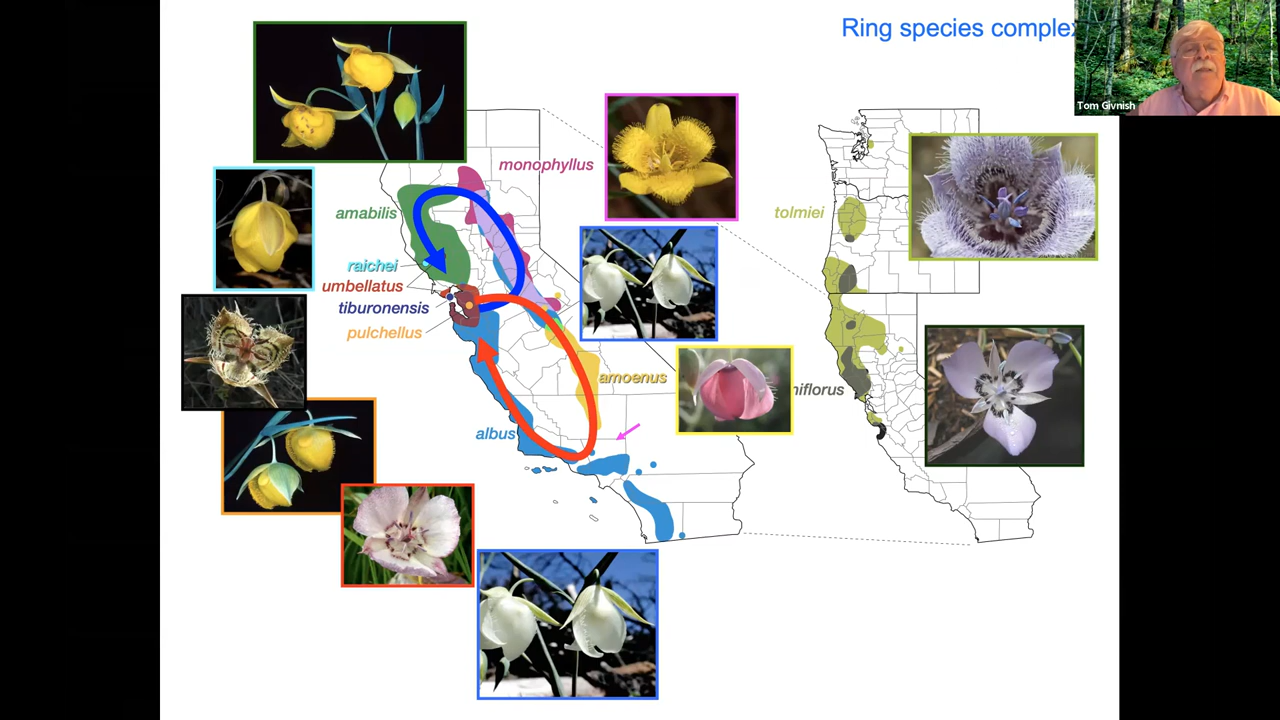 Ring species complex
Tom Givnish
monophyllus
amabilis
tolmiei
raichei
umbellatus
tiburonensis
pulchellus
amoenus
niflorus
albus